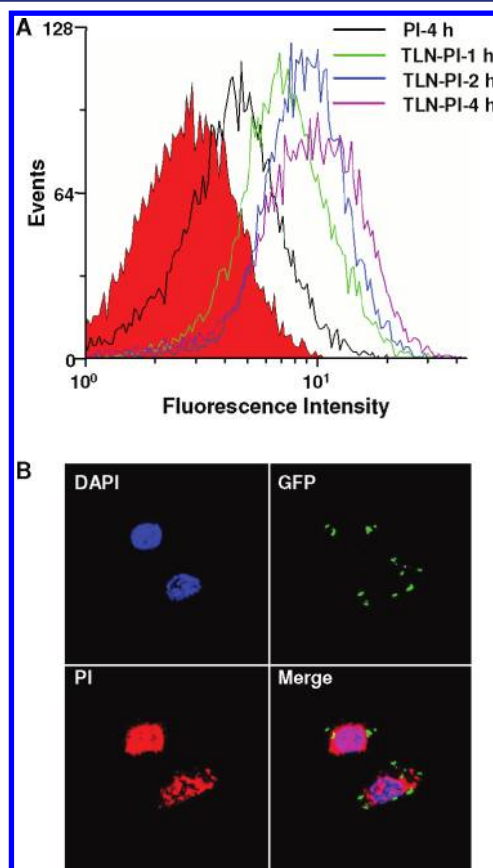 A
128
64
0
Events
10⁰
10¹
Fluorescence Intensity
PI-4 h
TLN-PI-1 h
TLN-PI-2 h
TLN-PI-4 h
B
DAPI
GFP
PI
Merge